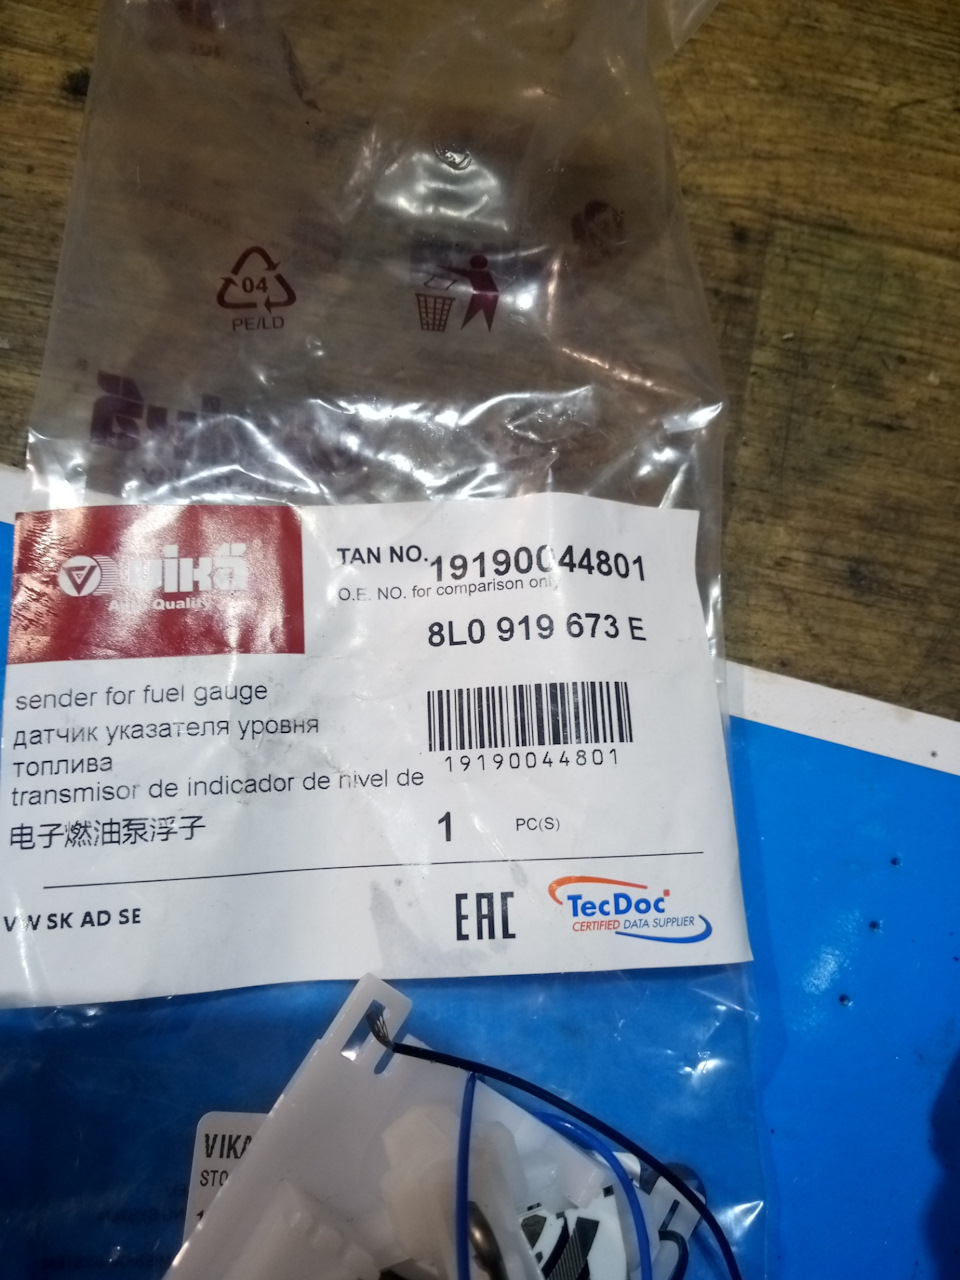 04
PE/LD
vika
TAN NO. 19190044801
O.E. NO. for comparison only
8L0 919 673 E
sender for fuel gauge
датчик указателя уровня
топлива
transmisor de indicador de nivel de
电子燃油泵浮子
19190044801
1 PC(S)
VW SK AD SE
EAC
TecDoc
CERTIFIED DATA SUPPLIER
VIKA